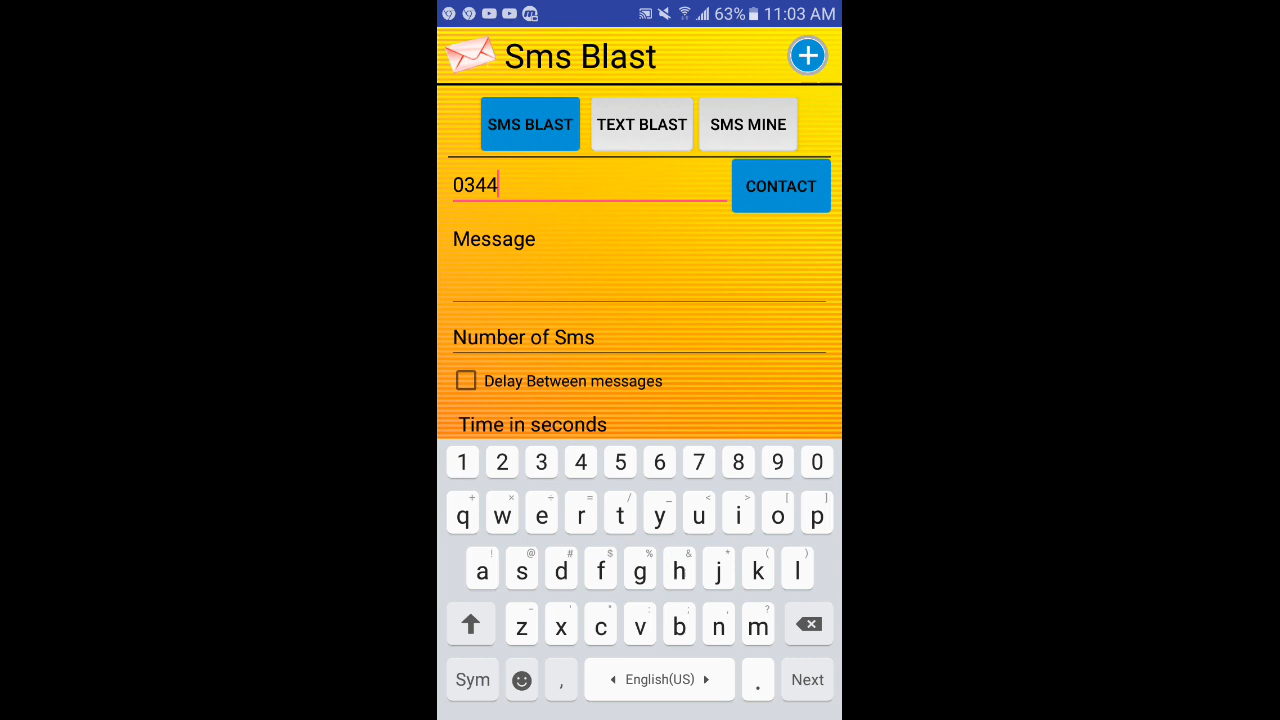 63% 11:03 AM
Sms Blast
SMS BLAST TEXT BLAST SMS MINE
0344 CONTACT
Message
Number of Sms
Delay Between messages
Time in seconds
1 2 3 4 5 6 7 8 9 0
+ × ÷ = / _ < > [ ]
q w e r t y u i o p
! @ # $ % & * ( )
a s d f g h j k l
- ' " : ; , ?
z x c v b n m
Sym , English(US) . Next